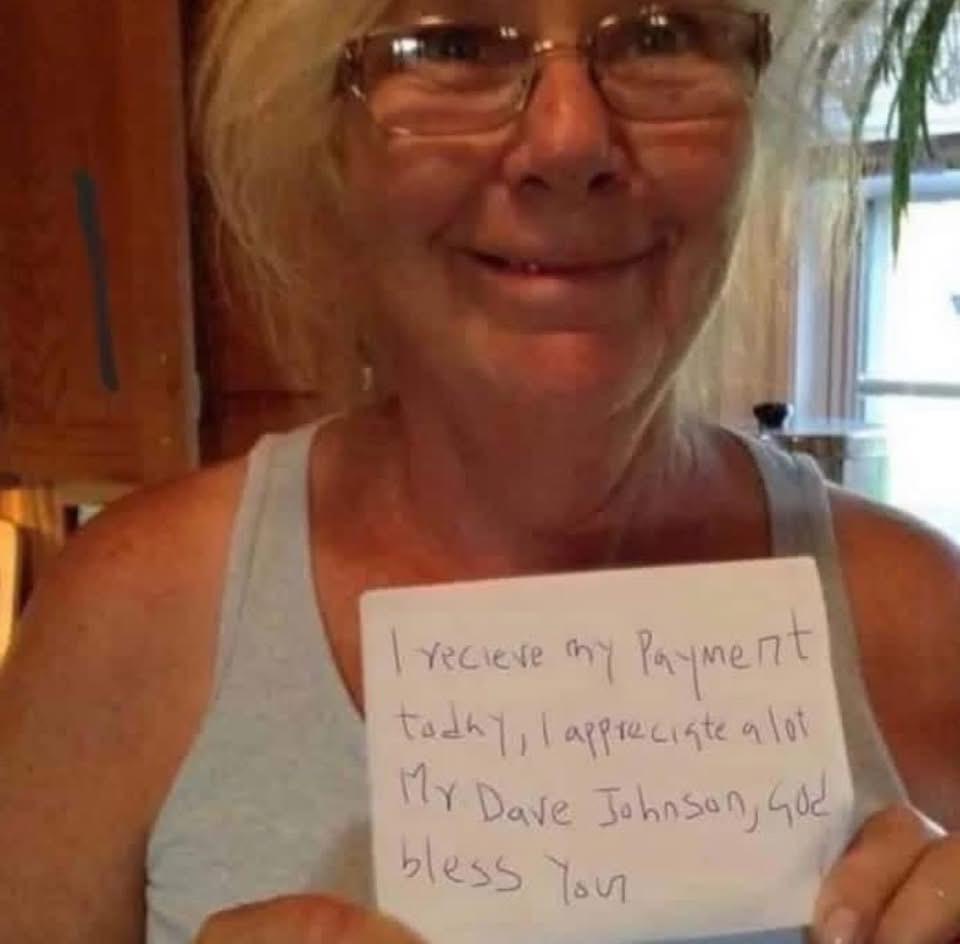 I recieve my Payment
today, I appreciate a lot
Mr Dave Johnson, God
bless You